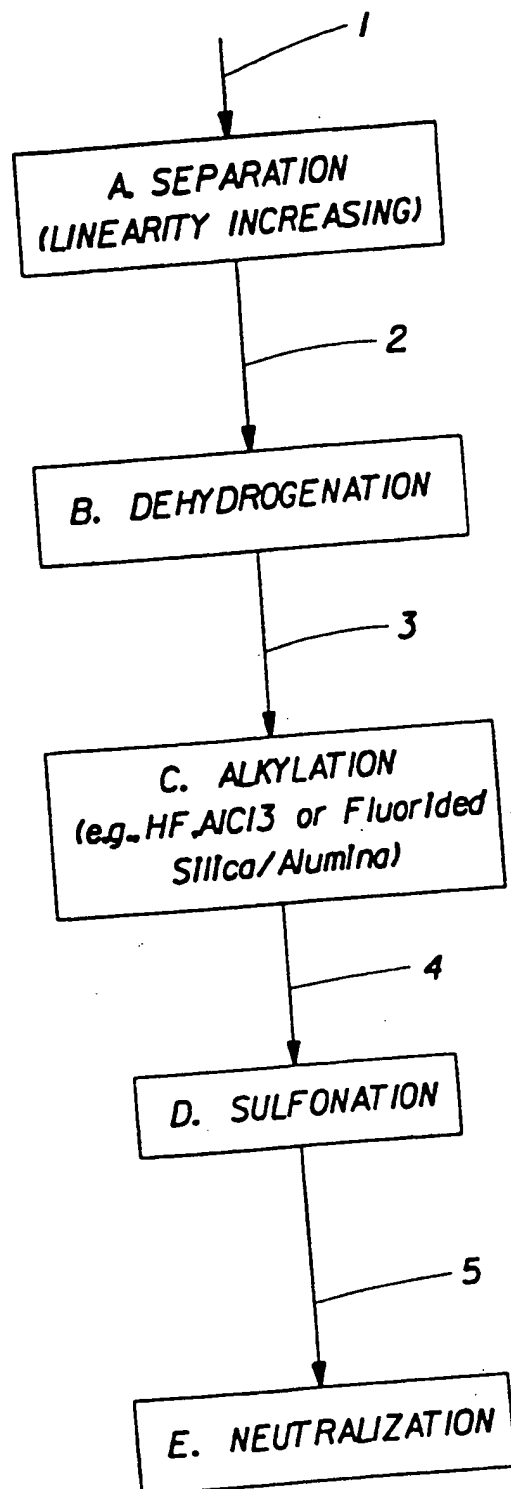 1
A. SEPARATION
(LINEARITY INCREASING)
2
B. DEHYDROGENATION
3
C. ALKYLATION
(e.g., HF, AlCl3 or Fluorided
Silica/Alumina)
4
D. SULFONATION
5
E. NEUTRALIZATION